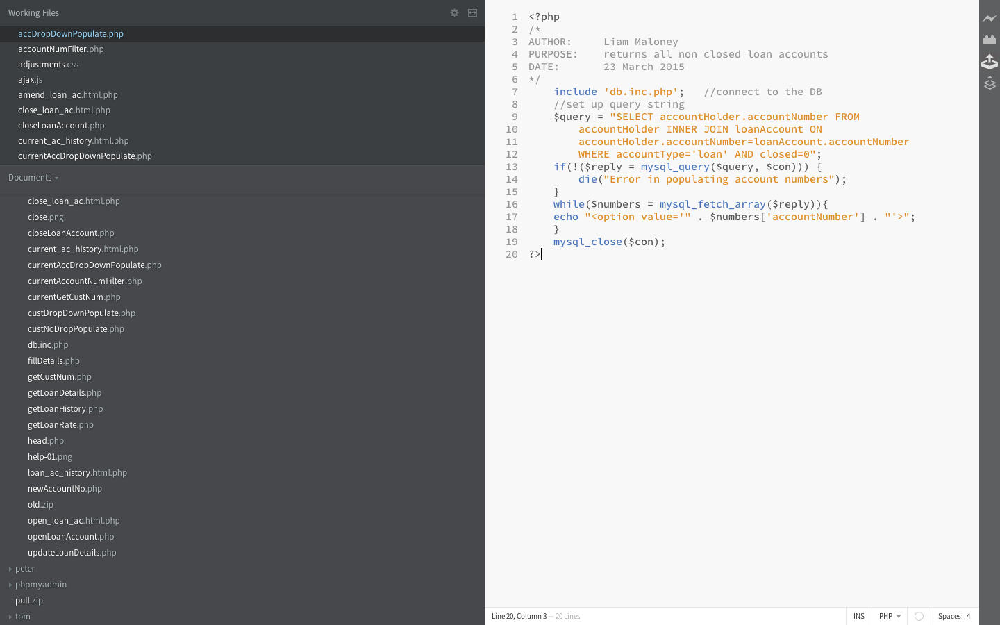 Working Files
accDropDownPopulate.php
accountNumFilter.php
adjustments.css
ajax.js
amend_loan_ac.html.php
close_loan_ac.html.php
closeLoanAccount.php
current_ac_history.html.php
currentAccDropDownPopulate.php
Documents
close_loan_ac.html.php
close.png
closeLoanAccount.php
current_ac_history.html.php
currentAccDropDownPopulate.php
currentAccountNumFilter.php
currentGetCustNum.php
custDropDownPopulate.php
custNoDropPopulate.php
db.inc.php
fillDetails.php
getCustNum.php
getLoanDetails.php
getLoanHistory.php
getLoanRate.php
head.php
help-01.png
loan_ac_history.html.php
newAccountNo.php
old.zip
open_loan_ac.html.php
openLoanAccount.php
updateLoanDetails.php
peter
phpmyadmin
pull.zip
tom
1 <?php
2 /*
3 AUTHOR:     Liam Maloney
4 PURPOSE:    returns all non closed loan accounts
5 DATE:       23 March 2015
6 */
7     include 'db.inc.php';   //connect to the DB
8     //set up query string
9     $query = "SELECT accountHolder.accountNumber FROM
10         accountHolder INNER JOIN loanAccount ON
11         accountHolder.accountNumber=loanAccount.accountNumber
12         WHERE accountType='loan' AND closed=0";
13     if(!($reply = mysql_query($query, $con))) {
14         die("Error in populating account numbers");
15     }
16     while($numbers = mysql_fetch_array($reply)){
17     echo "<option value='" . $numbers['accountNumber'] . "'>";
18     }
19     mysql_close($con);
20 ?>
Line 20, Column 3 — 20 Lines
INS
PHP
Spaces: 4